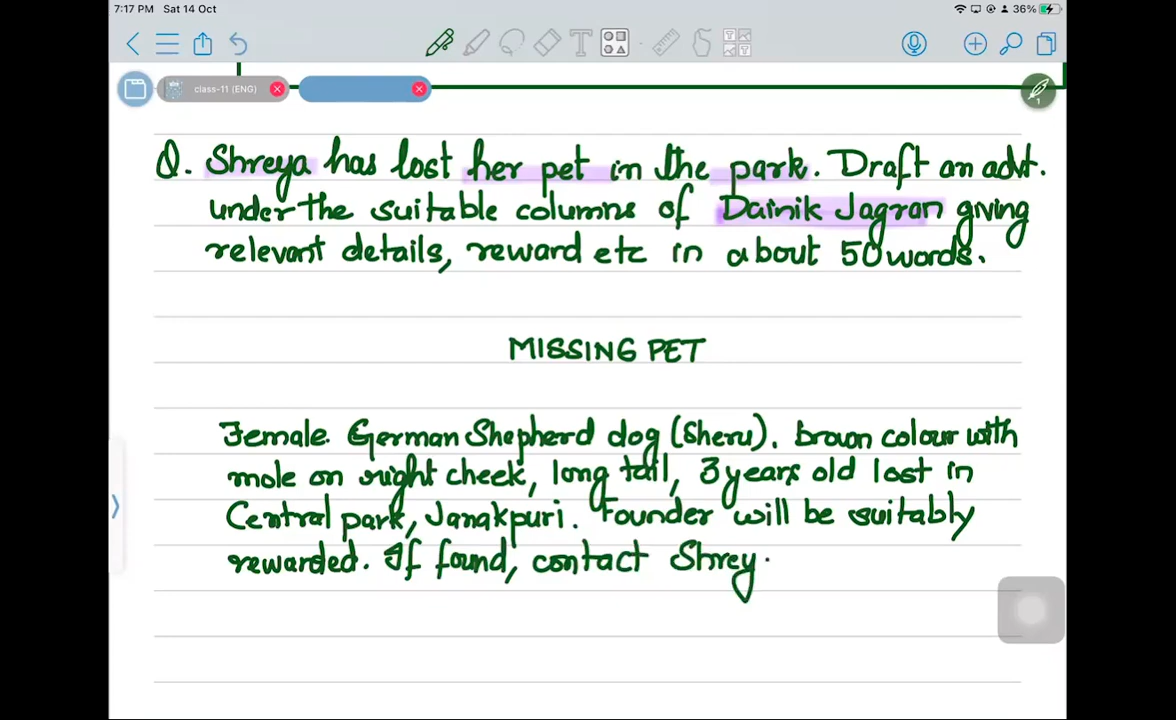 7:17 PM Sat 14 Oct
36%
class-11 (ENG)
1
Q. Shreya has lost her pet in the park. Draft an advt.
under the suitable columns of Dainik Jagran giving
relevant details, reward etc in about 50 words.
MISSING PET
Female German Shepherd dog (Sheru), brown colour with
mole on right cheek, long tail, 3 years old lost in
Central park, Janakpuri. Founder will be suitably
rewarded. If found, contact Shrey